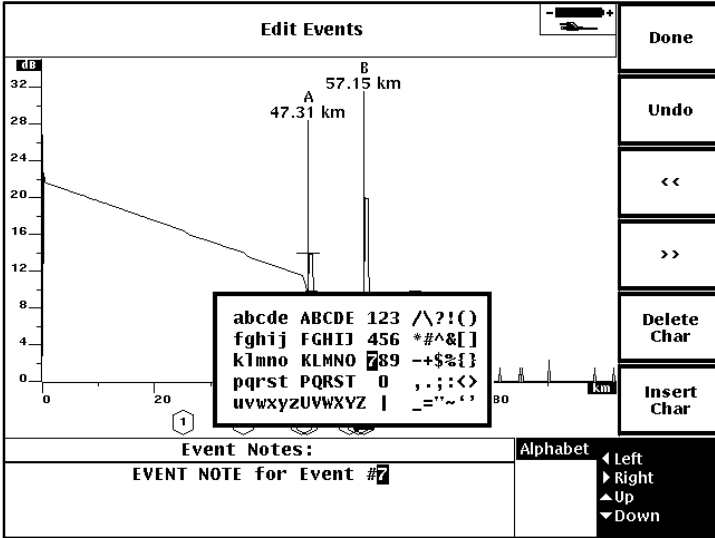 Edit Events
- +
Done
Undo
<<
>>
Delete
Char
Insert
Char
dB
32
28
24
20
16
12
8
4
0
A
47.31 km
B
57.15 km
0
20
80
km
1
abcde ABCDE 123 /\?!()
fghij FGHIJ 456 *#^&[]
klmno KLMNO 789 -+$%{}
pqrst PQRST 0 ,.;:<>
uvwxyzUVWXYZ | _="~‘’
Event Notes:
EVENT NOTE for Event #7
Alphabet
Left
Right
Up
Down